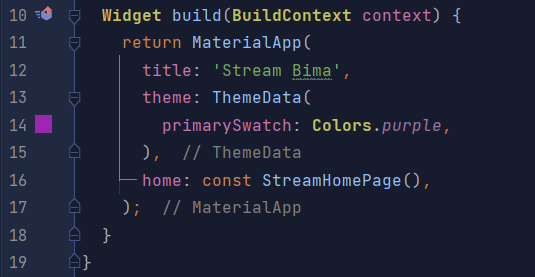 10 Widget build(BuildContext context) {
11 return MaterialApp(
12 title: 'Stream Bima',
13 theme: ThemeData(
14 primarySwatch: Colors.purple,
15 ), // ThemeData
16 home: const StreamHomePage(),
17 ); // MaterialApp
18 }
19 }